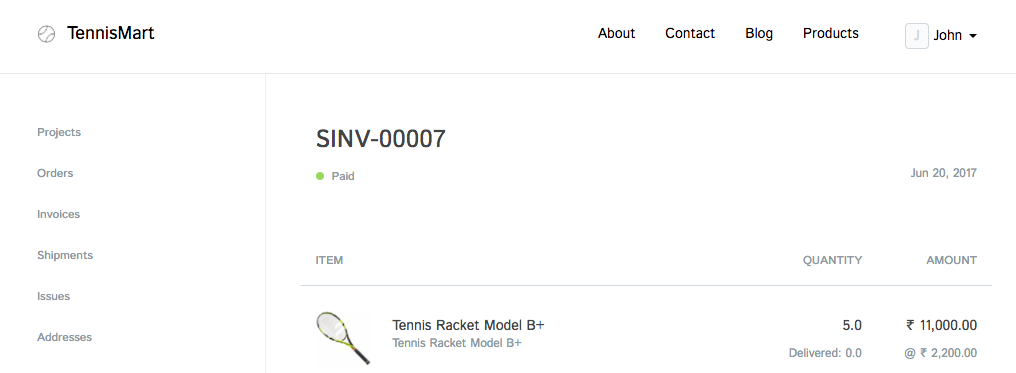 TennisMart About Contact Blog Products J John
Projects
Orders
Invoices
Shipments
Issues
Addresses
SINV-00007
Paid Jun 20, 2017
ITEM QUANTITY AMOUNT
Tennis Racket Model B+ 5.0 ₹ 11,000.00
Tennis Racket Model B+
Delivered: 0.0 @ ₹ 2,200.00